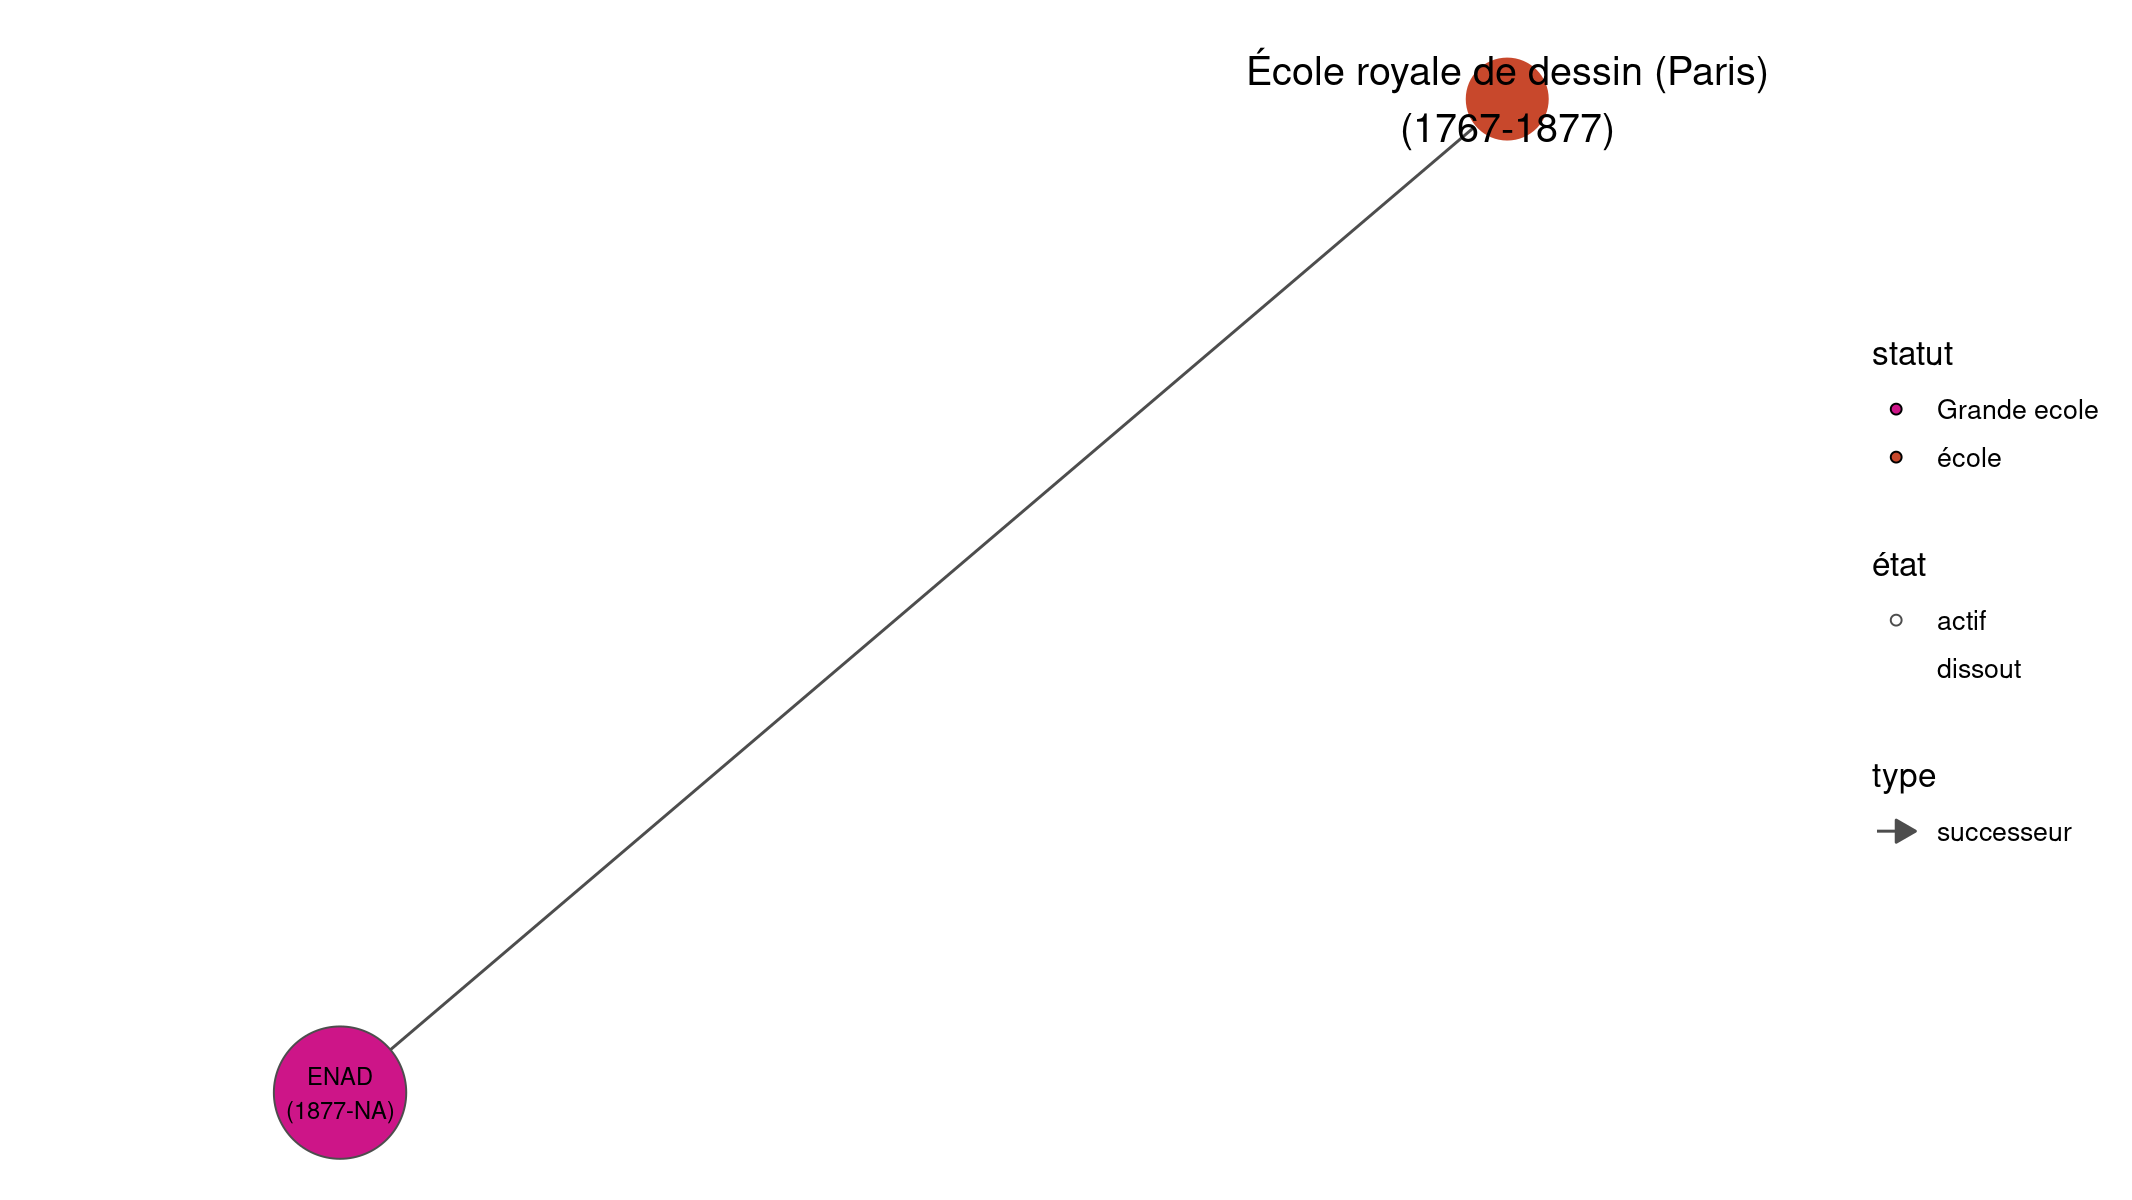 École royale de dessin (Paris)
(1767-1877)
statut
Grande ecole
école
état
actif
dissout
type
successeur
ENAD
(1877-NA)